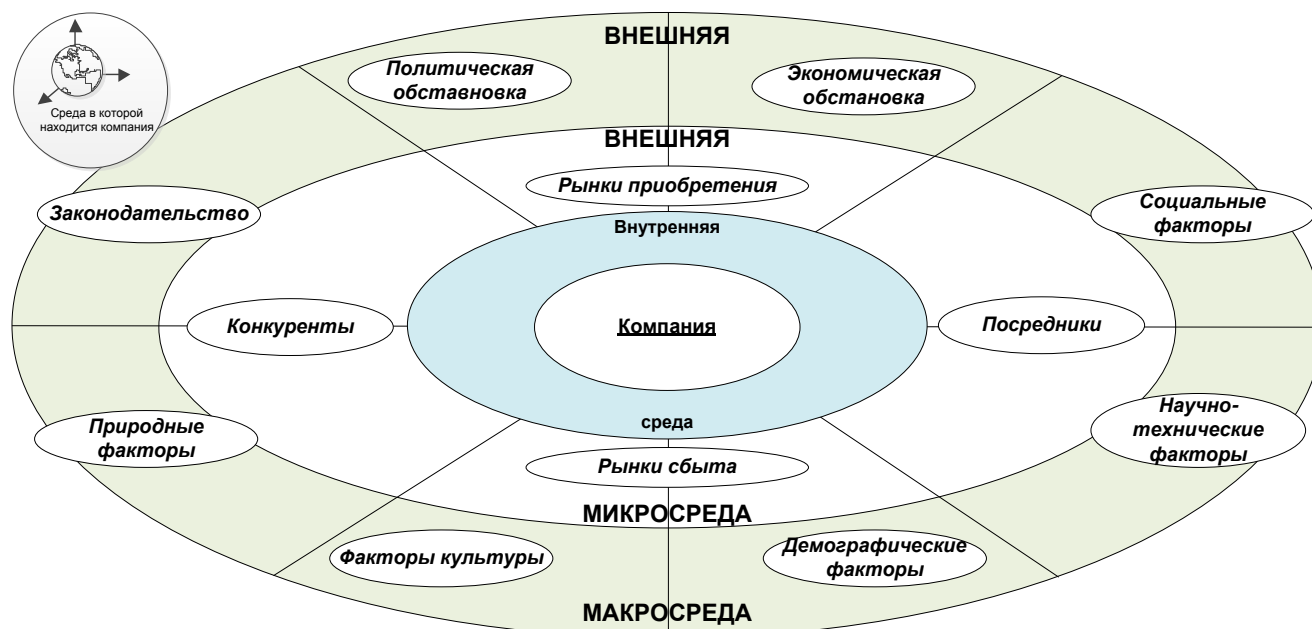 ВНЕШНЯЯ
Политическая
обставновка
Экономическая
обстановка
Среда в которой
находится компания
ВНЕШНЯЯ
Рынки приобретения
Законодательство
Социальные
факторы
Внутренняя
Конкуренты
Компания
Посредники
Природные
факторы
среда
Научно-
технические
факторы
Рынки сбыта
МИКРОСРЕДА
Факторы культуры
Демографические
факторы
МАКРОСРЕДА